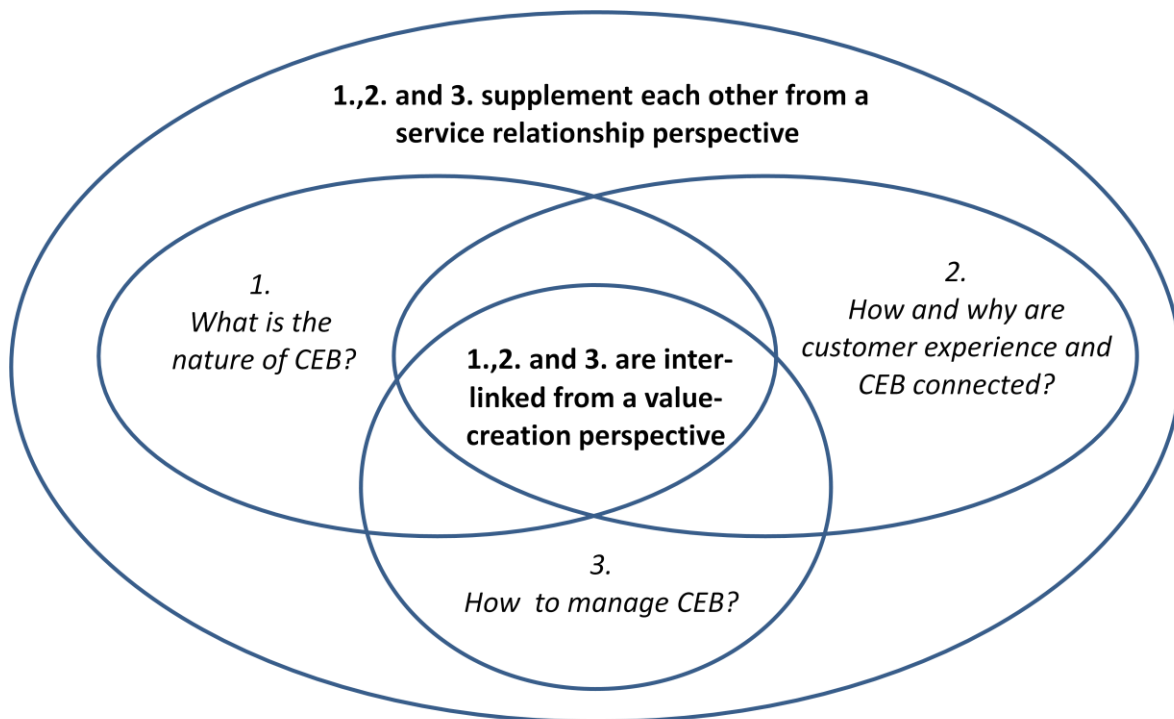 1.,2. and 3. supplement each other from a
service relationship perspective
1.
What is the
nature of CEB?
2.
How and why are
customer experience and
CEB connected?
1.,2. and 3. are inter-
linked from a value-
creation perspective
3.
How  to manage CEB?